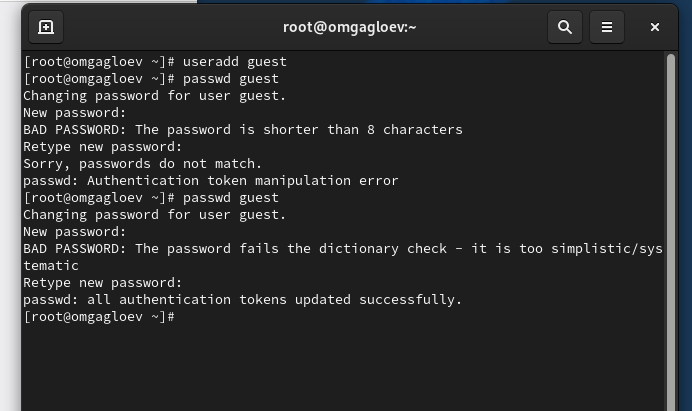 root@omgagloev:~
[root@omgagloev ~]# useradd guest
[root@omgagloev ~]# passwd guest
Changing password for user guest.
New password:
BAD PASSWORD: The password is shorter than 8 characters
Retype new password:
Sorry, passwords do not match.
passwd: Authentication token manipulation error
[root@omgagloev ~]# passwd guest
Changing password for user guest.
New password:
BAD PASSWORD: The password fails the dictionary check - it is too simplistic/sys
tematic
Retype new password:
passwd: all authentication tokens updated successfully.
[root@omgagloev ~]#